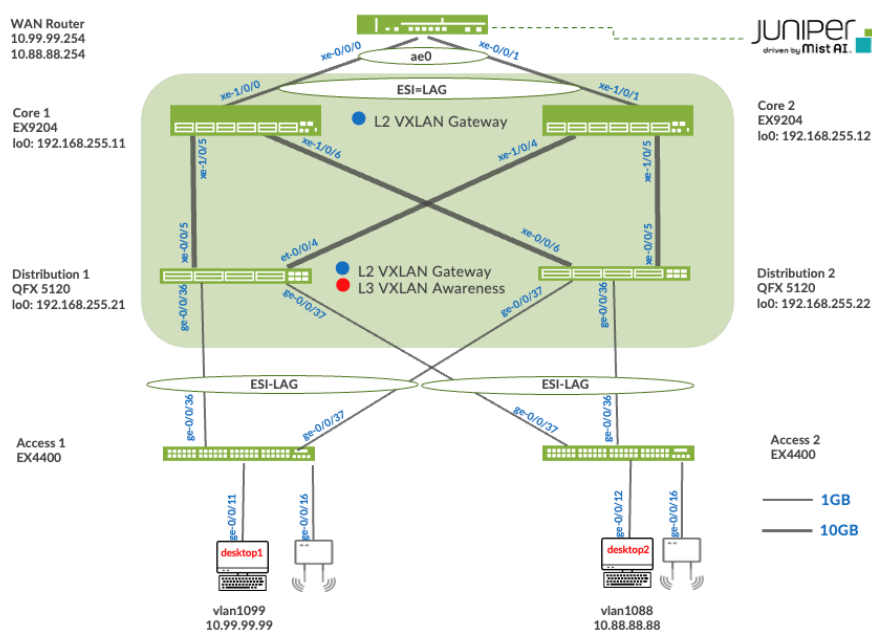 WAN Router
10.99.99.254
10.88.88.254
JUNIPER
driven by Mist AI
xe-0/0/0
xe-0/0/1
ae0
xe-1/0/0
xe-1/0/1
ESI=LAG
Core 1
EX9204
lo0: 192.168.255.11
L2 VXLAN Gateway
Core 2
EX9204
lo0: 192.168.255.12
xe-1/0/5
xe-1/0/6
xe-1/0/4
xe-1/0/5
xe-0/0/5
et-0/0/4
xe-0/0/6
xe-0/0/5
Distribution 1
QFX 5120
lo0: 192.168.255.21
L2 VXLAN Gateway
L3 VXLAN Awareness
Distribution 2
QFX 5120
lo0: 192.168.255.22
ge-0/0/36
ge-0/0/37
ge-0/0/37
ge-0/0/36
ESI-LAG
ESI-LAG
ge-0/0/36
ge-0/0/37
ge-0/0/37
ge-0/0/36
Access 1
EX4400
Access 2
EX4400
ge-0/0/11
ge-0/0/16
ge-0/0/12
ge-0/0/16
1GB
10GB
desktop1
desktop2
vlan1099
10.99.99.99
vlan1088
10.88.88.88